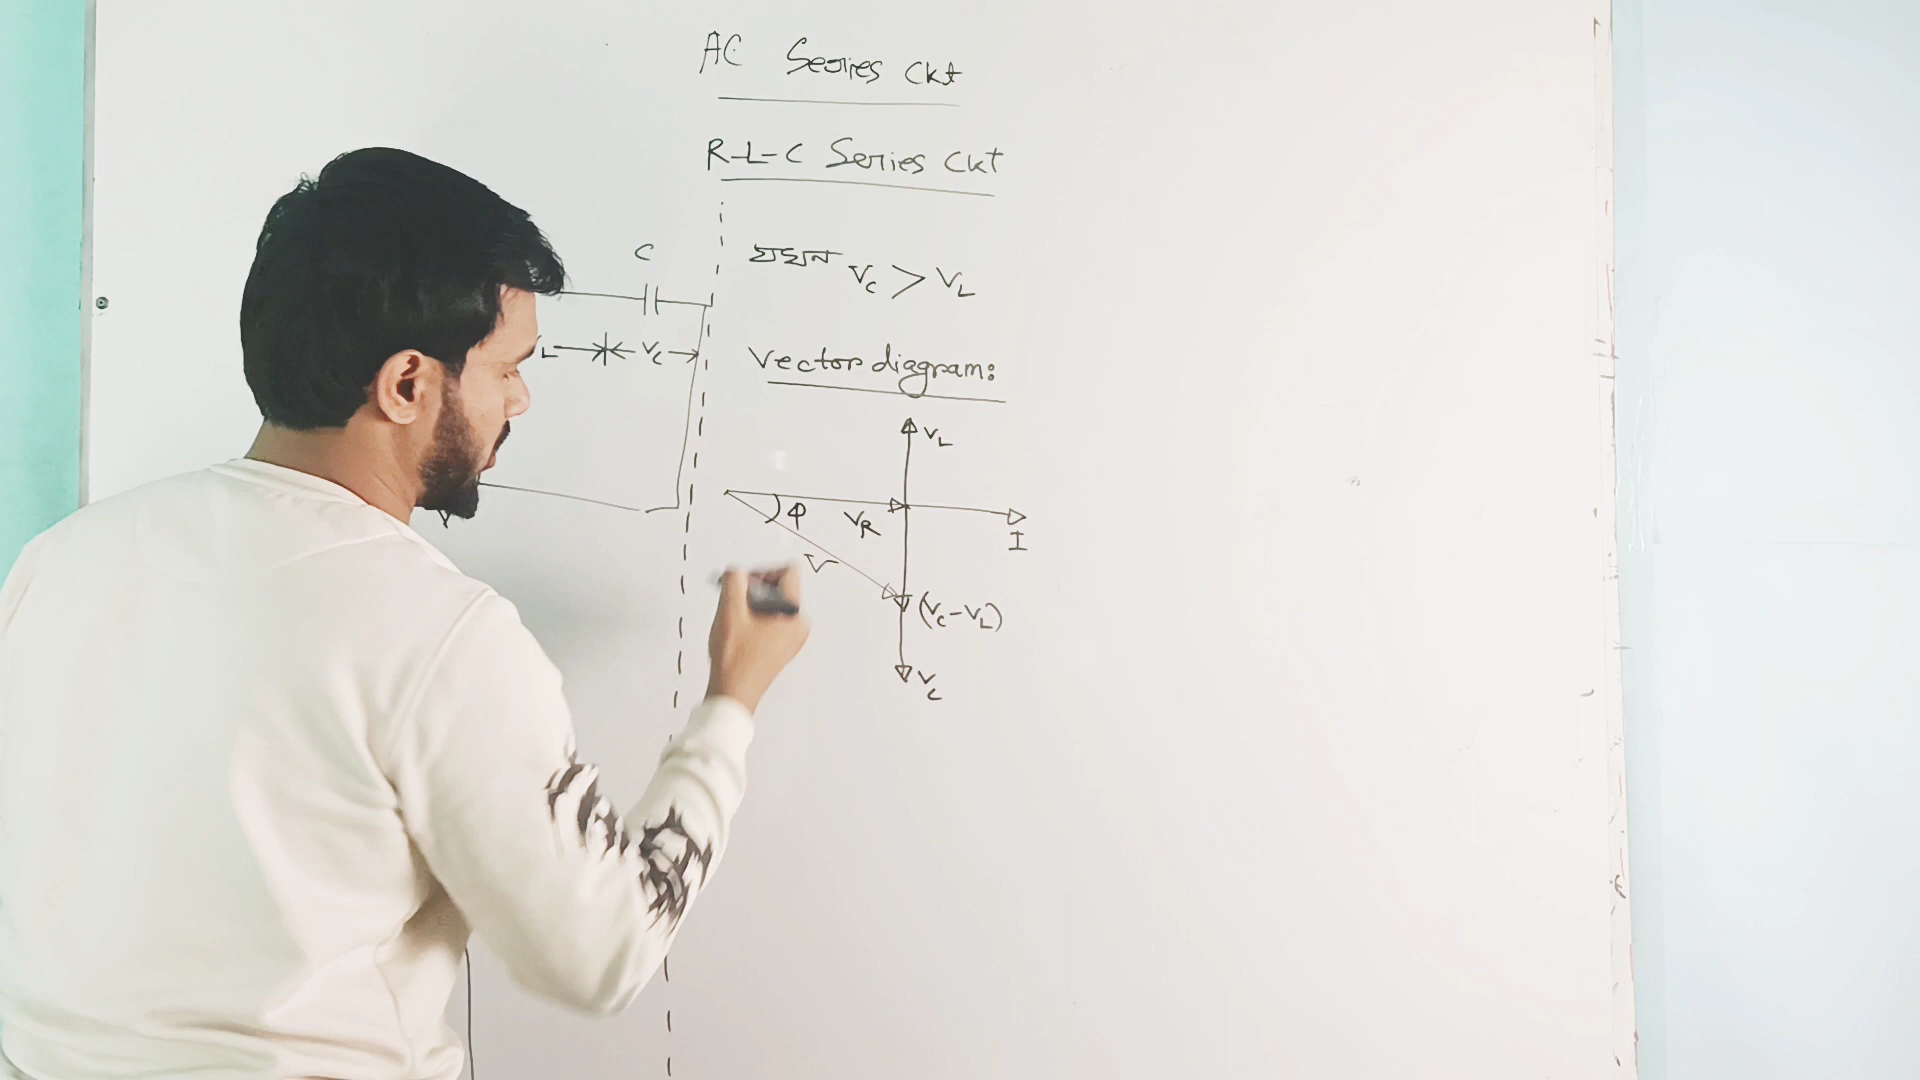 AC Series Ckt
R-L-C Series Ckt
C
যখন V_C > V_L
L
V_C
Vector diagram:
V_L
φ
V_R
I
V
(V_C - V_L)
V_C